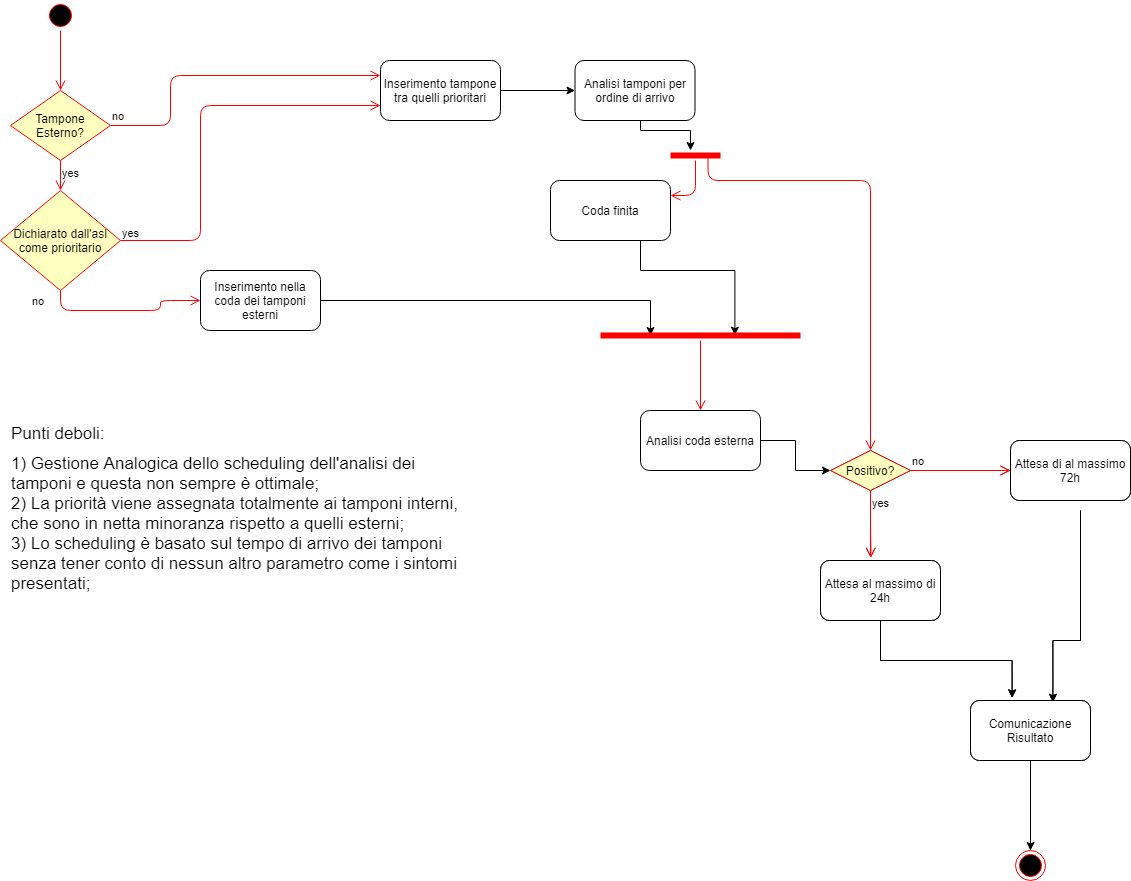 Tampone
Esterno?
no
yes
Dichiarato dall'asl
come prioritario
yes
no
Inserimento tampone
tra quelli prioritari
Analisi tamponi per
ordine di arrivo
Coda finita
Inserimento nella
coda dei tamponi
esterni
Analisi coda esterna
Positivo?
no
yes
Attesa di al massimo
72h
Attesa al massimo di
24h
Comunicazione
Risultato
Punti deboli:
1) Gestione Analogica dello scheduling dell'analisi dei
tamponi e questa non sempre è ottimale;
2) La priorità viene assegnata totalmente ai tamponi interni,
che sono in netta minoranza rispetto a quelli esterni;
3) Lo scheduling è basato sul tempo di arrivo dei tamponi
senza tener conto di nessun altro parametro come i sintomi
presentati;